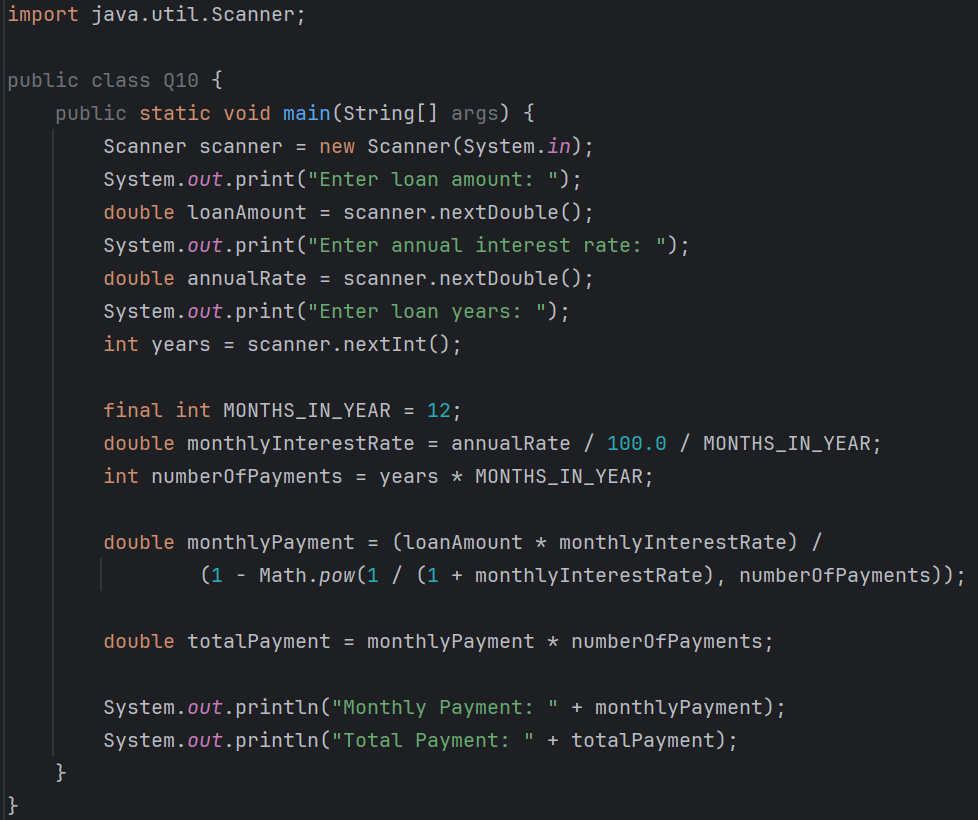 import java.util.Scanner;

public class Q10 {
    public static void main(String[] args) {
        Scanner scanner = new Scanner(System.in);
        System.out.print("Enter loan amount: ");
        double loanAmount = scanner.nextDouble();
        System.out.print("Enter annual interest rate: ");
        double annualRate = scanner.nextDouble();
        System.out.print("Enter loan years: ");
        int years = scanner.nextInt();

        final int MONTHS_IN_YEAR = 12;
        double monthlyInterestRate = annualRate / 100.0 / MONTHS_IN_YEAR;
        int numberOfPayments = years * MONTHS_IN_YEAR;

        double monthlyPayment = (loanAmount * monthlyInterestRate) /
                (1 - Math.pow(1 / (1 + monthlyInterestRate), numberOfPayments));

        double totalPayment = monthlyPayment * numberOfPayments;

        System.out.println("Monthly Payment: " + monthlyPayment);
        System.out.println("Total Payment: " + totalPayment);
    }
}